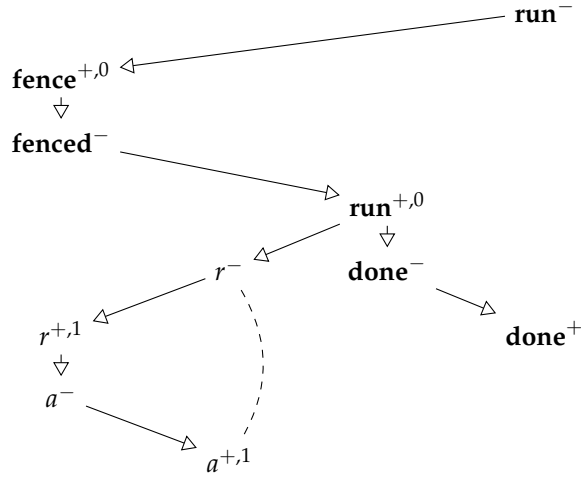 run⁻
fence⁺,⁰
fenced⁻
run⁺,⁰
r⁻
done⁻
r⁺,¹
done⁺
a⁻
a⁺,¹